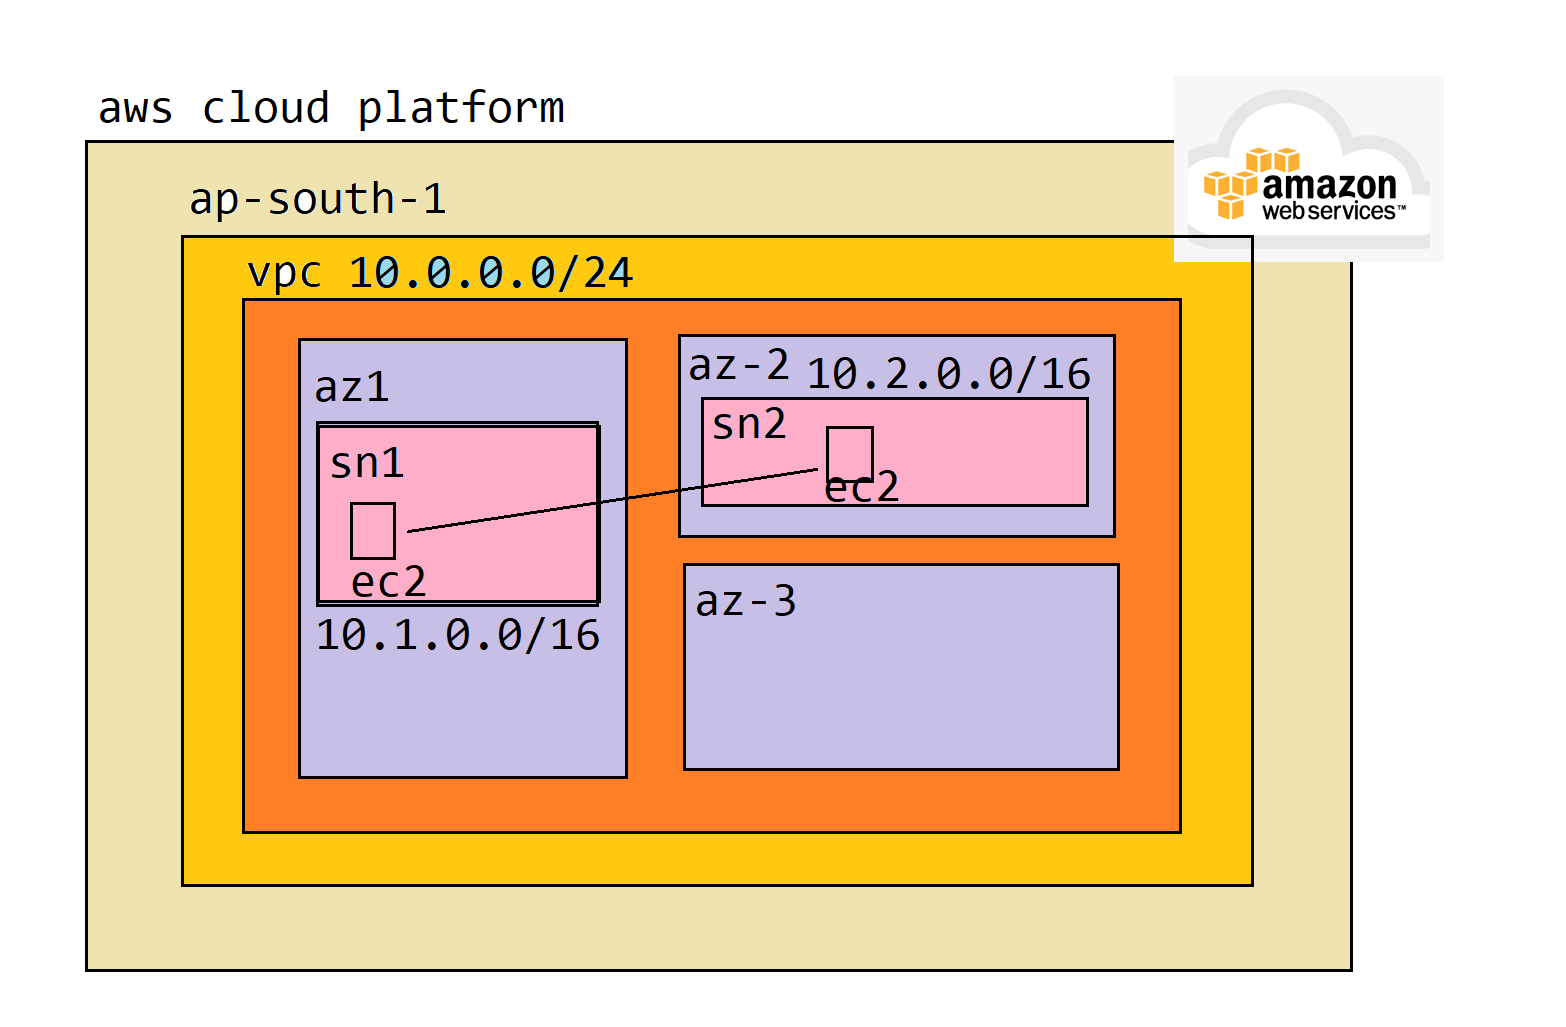 aws cloud platform
amazon
web services™
ap-south-1
vpc 10.0.0.0/24
az1
sn1
ec2
10.1.0.0/16
az-2 10.2.0.0/16
sn2
ec2
az-3